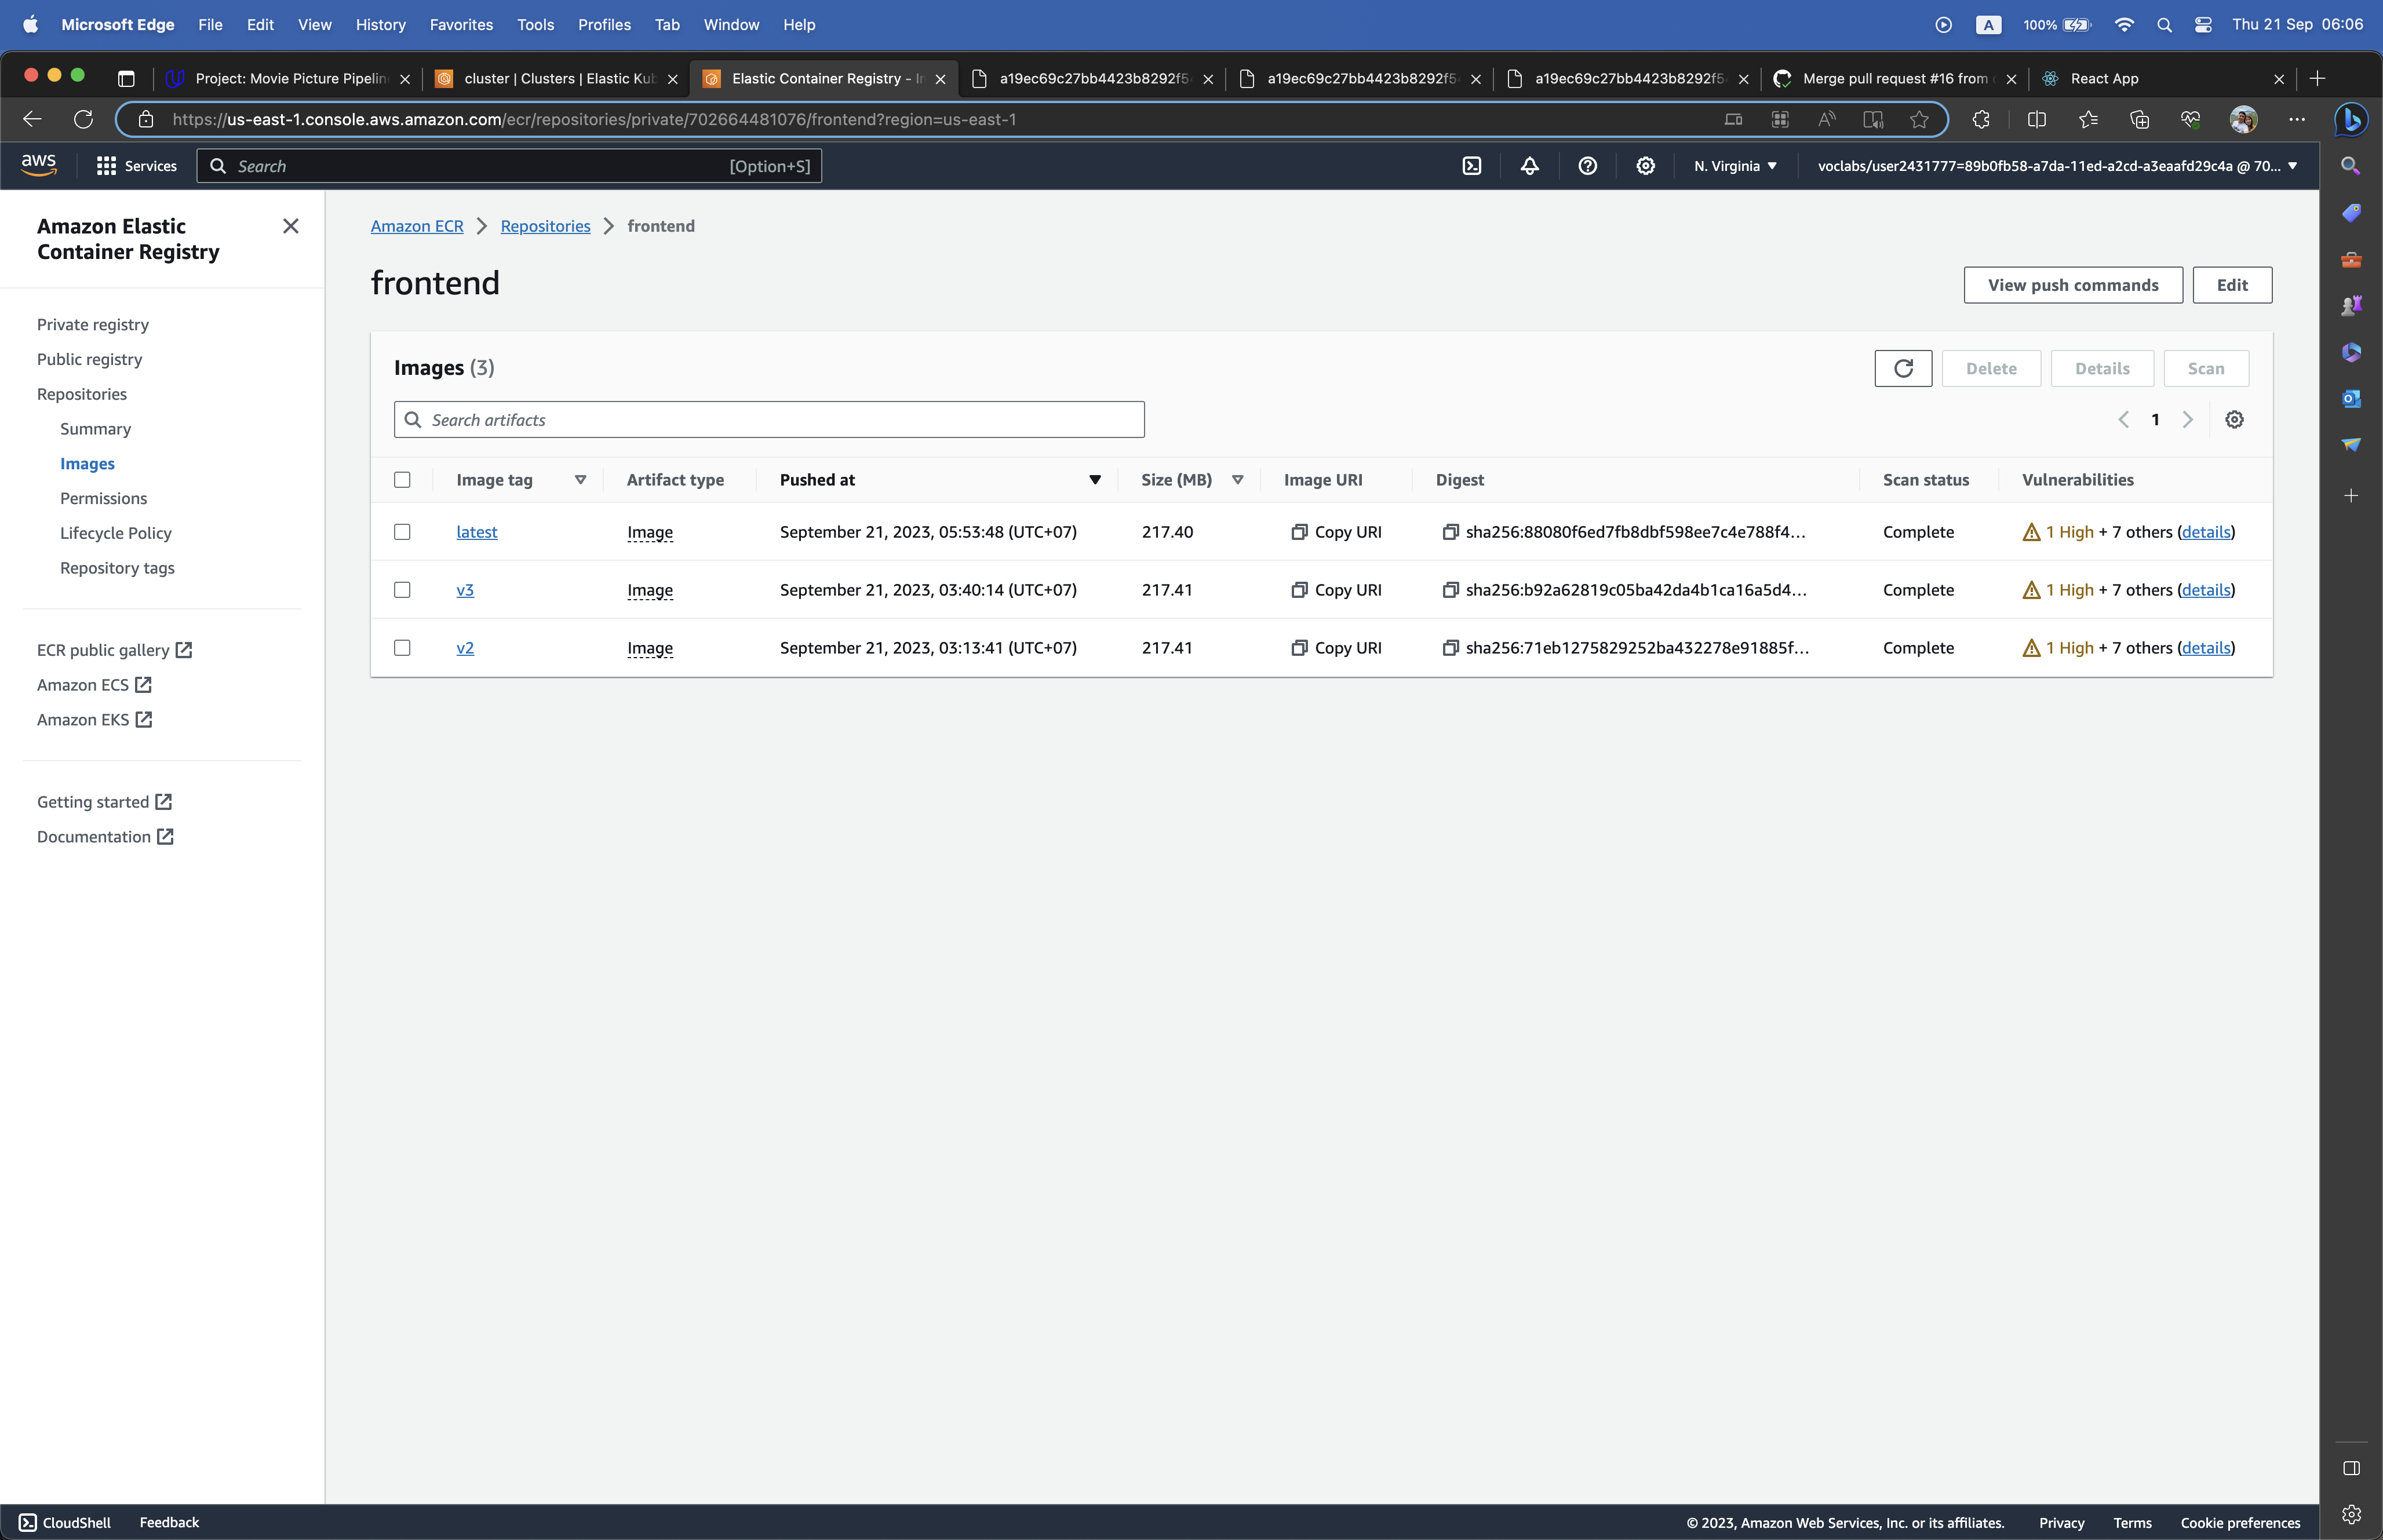 Microsoft Edge File Edit View History Favorites Tools Profiles Tab Window Help A 100% Thu 21 Sep 06:06
Project: Movie Picture Pipelin cluster | Clusters | Elastic Kub Elastic Container Registry - In a19ec69c27bb4423b8292f54 a19ec69c27bb4423b8292f54 a19ec69c27bb4423b8292f54 Merge pull request #16 from React App
https://us-east-1.console.aws.amazon.com/ecr/repositories/private/702664481076/frontend?region=us-east-1
aws Services Search [Option+S] N. Virginia voclabs/user2431777=89b0fb58-a7da-11ed-a2cd-a3eaafd29c4a @ 70...
Amazon Elastic
Container Registry
Private registry
Public registry
Repositories
Summary
Images
Permissions
Lifecycle Policy
Repository tags
ECR public gallery
Amazon ECS
Amazon EKS
Getting started
Documentation
Amazon ECR Repositories frontend
frontend
View push commands Edit
Images (3)
Delete Details Scan
Search artifacts
1
Image tag Artifact type Pushed at Size (MB) Image URI Digest Scan status Vulnerabilities
latest Image September 21, 2023, 05:53:48 (UTC+07) 217.40 Copy URI sha256:88080f6ed7fb8dbf598ee7c4e788f4... Complete 1 High + 7 others (details)
v3 Image September 21, 2023, 03:40:14 (UTC+07) 217.41 Copy URI sha256:b92a62819c05ba42da4b1ca16a5d4... Complete 1 High + 7 others (details)
v2 Image September 21, 2023, 03:13:41 (UTC+07) 217.41 Copy URI sha256:71eb1275829252ba432278e91885f... Complete 1 High + 7 others (details)
CloudShell Feedback © 2023, Amazon Web Services, Inc. or its affiliates. Privacy Terms Cookie preferences